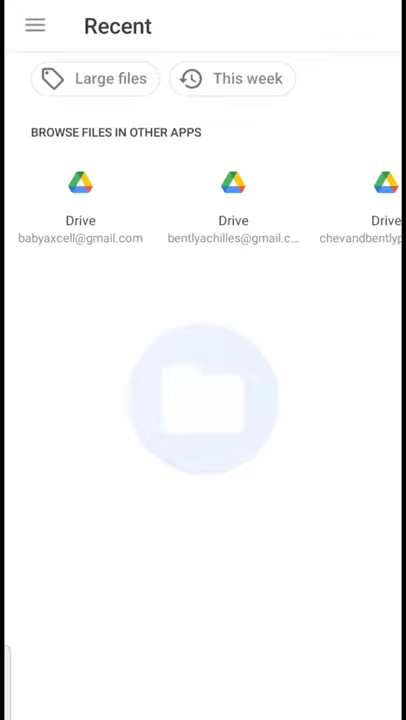 Recent
Large files
This week
BROWSE FILES IN OTHER APPS
Drive
babyaxcell@gmail.com
Drive
bentlyachilles@gmail.c...
Drive
chevandbentlyp